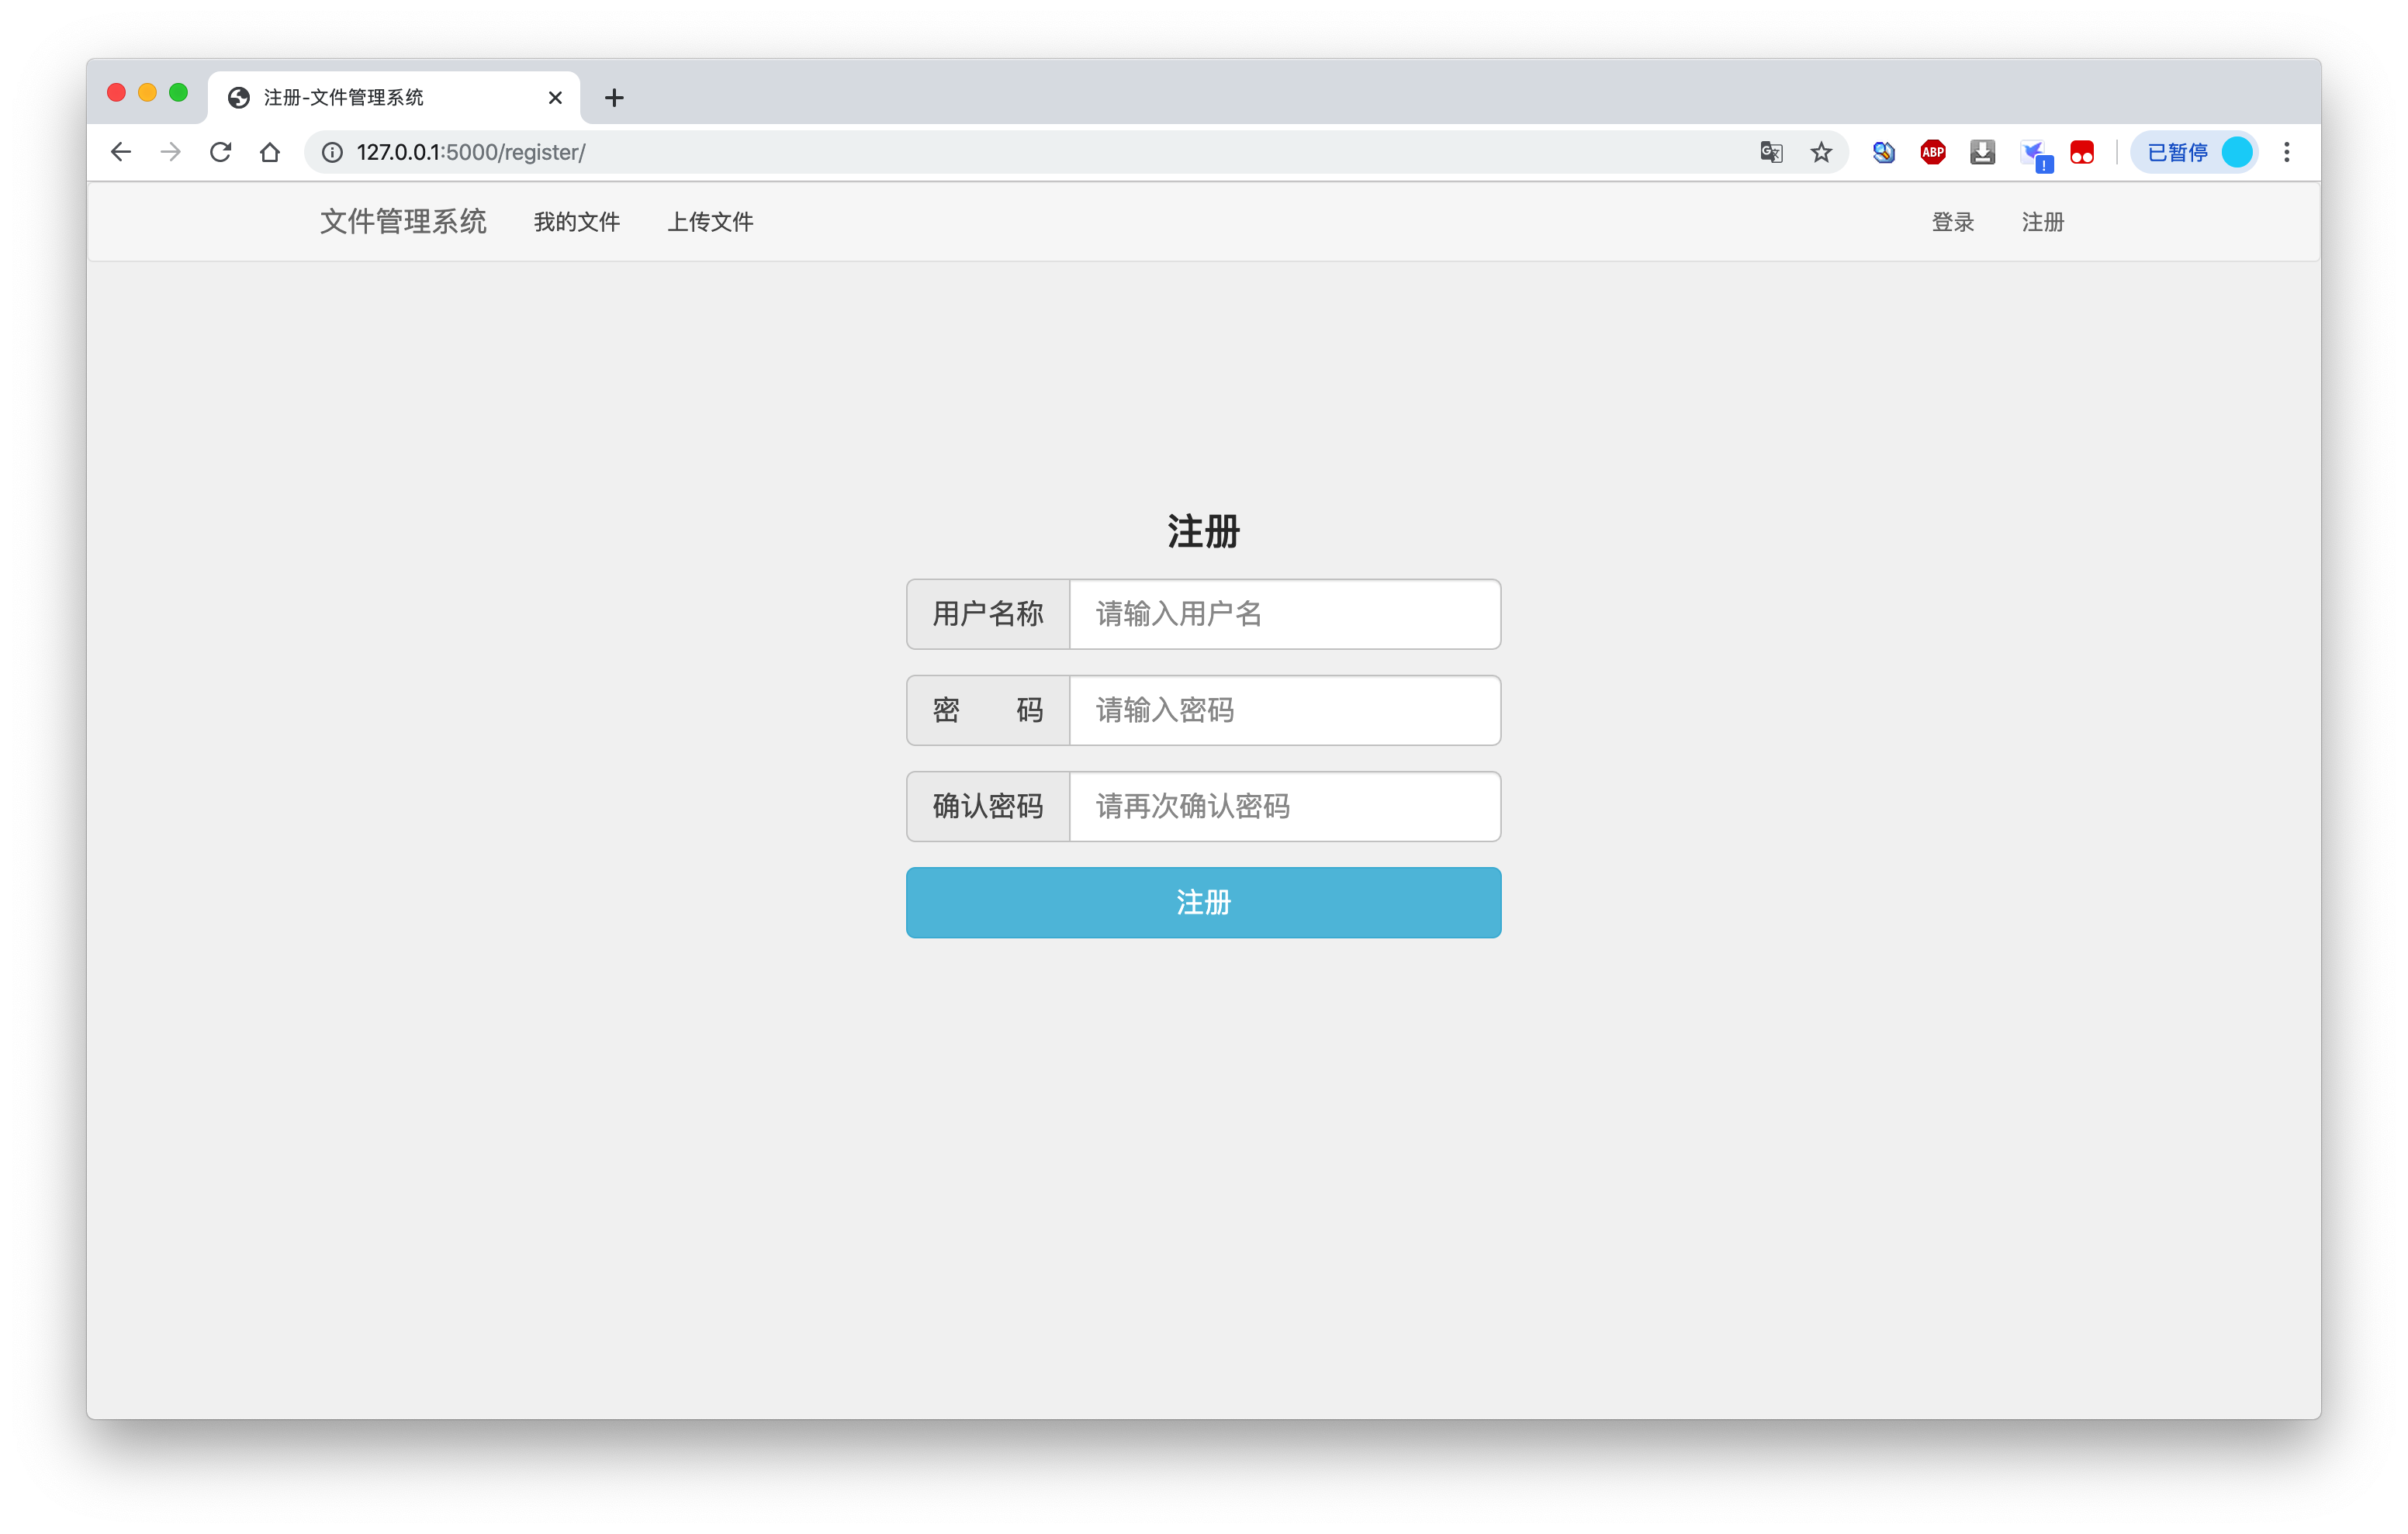 注册-文件管理系统
127.0.0.1:5000/register/
ABP
!
已暂停
文件管理系统 我的文件 上传文件 登录 注册
注册
用户名称 请输入用户名
密 码 请输入密码
确认密码 请再次确认密码
注册